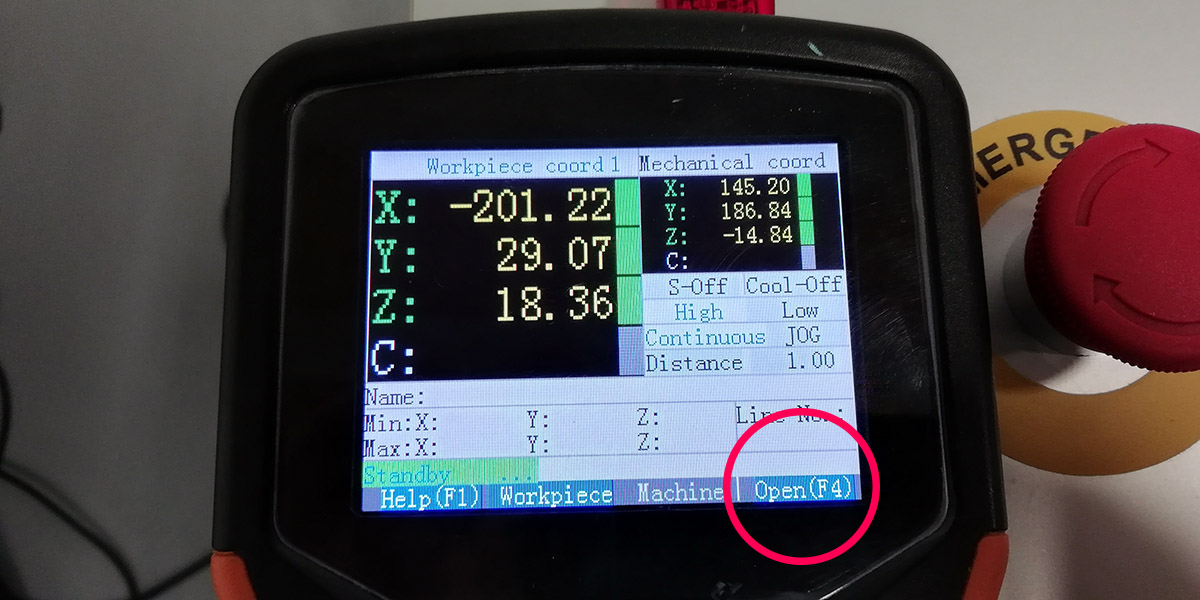 MERGE
Workpiece coord 1 Mechanical coord
X: -201.22
Y: 29.07
Z: 18.36
C:
X: 145.20
Y: 186.84
Z: -14.84
C:
S-Off Cool-Off
High Low
Continuous JOG
Distance 1.00
Name:
Min:X: Y: Z: Line No.:
Max:X: Y: Z:
Standby ...
Help(F1) Workpiece Machine Open(F4)